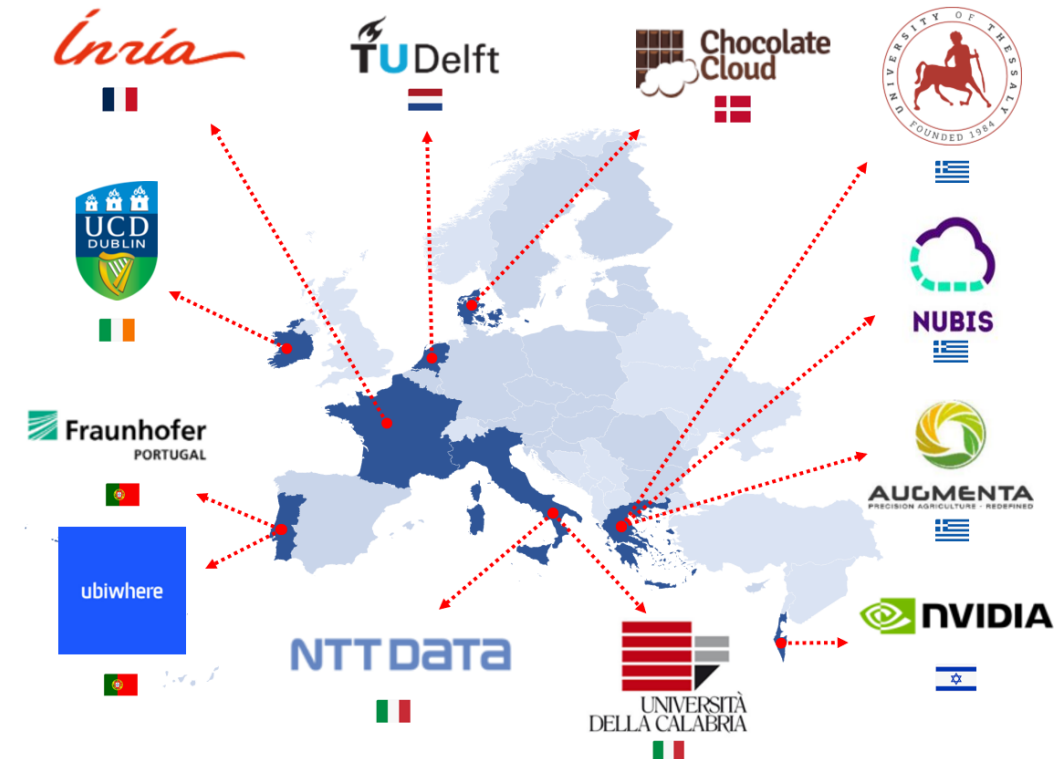 Inria
TUDelft
Chocolate
Cloud
UNIVERSITY OF THESSALY
FOUNDED 1984
UCD
DUBLIN
NUBIS
Fraunhofer
PORTUGAL
AUGMENTA
PRECISION AGRICULTURE - REDEFINED
ubiwhere
NTT DATA
UNIVERSITÀ
DELLA CALABRIA
NVIDIA